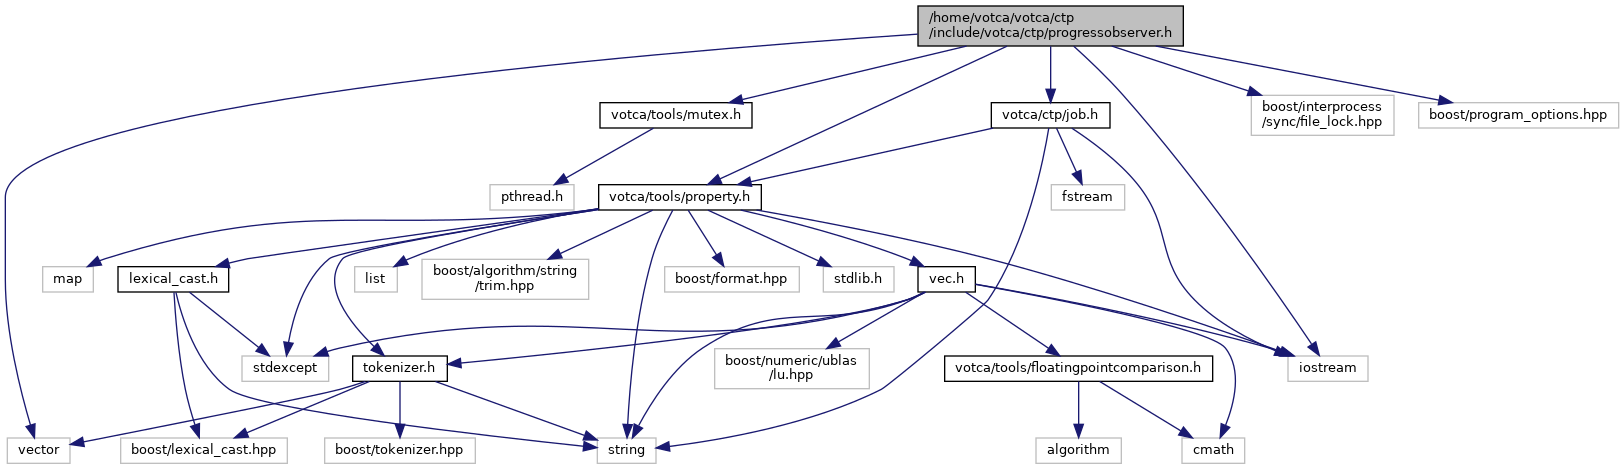 /home/votca/votca/ctp
/include/votca/ctp/progressobserver.h
votca/tools/mutex.h
votca/ctp/job.h
boost/interprocess
/sync/file_lock.hpp
boost/program_options.hpp
pthread.h
votca/tools/property.h
fstream
map
lexical_cast.h
list
boost/algorithm/string
/trim.hpp
boost/format.hpp
stdlib.h
vec.h
stdexcept
tokenizer.h
boost/numeric/ublas
/lu.hpp
votca/tools/floatingpointcomparison.h
iostream
vector
boost/lexical_cast.hpp
boost/tokenizer.hpp
string
algorithm
cmath